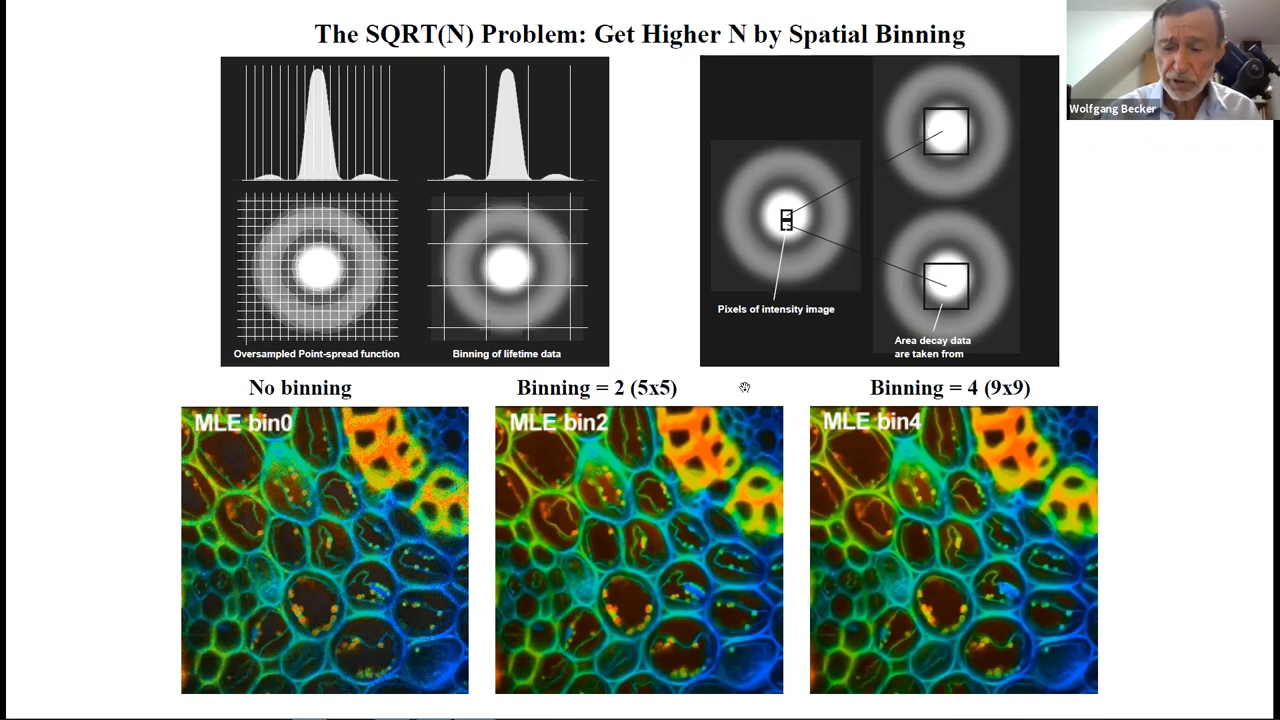 The SQRT(N) Problem: Get Higher N by Spatial Binning
Wolfgang Becker
Oversampled Point-spread function
Binning of lifetime data
Pixels of intensity image
Area decay data
are taken from
No binning
Binning = 2 (5x5)
Binning = 4 (9x9)
MLE bin0
MLE bin2
MLE bin4